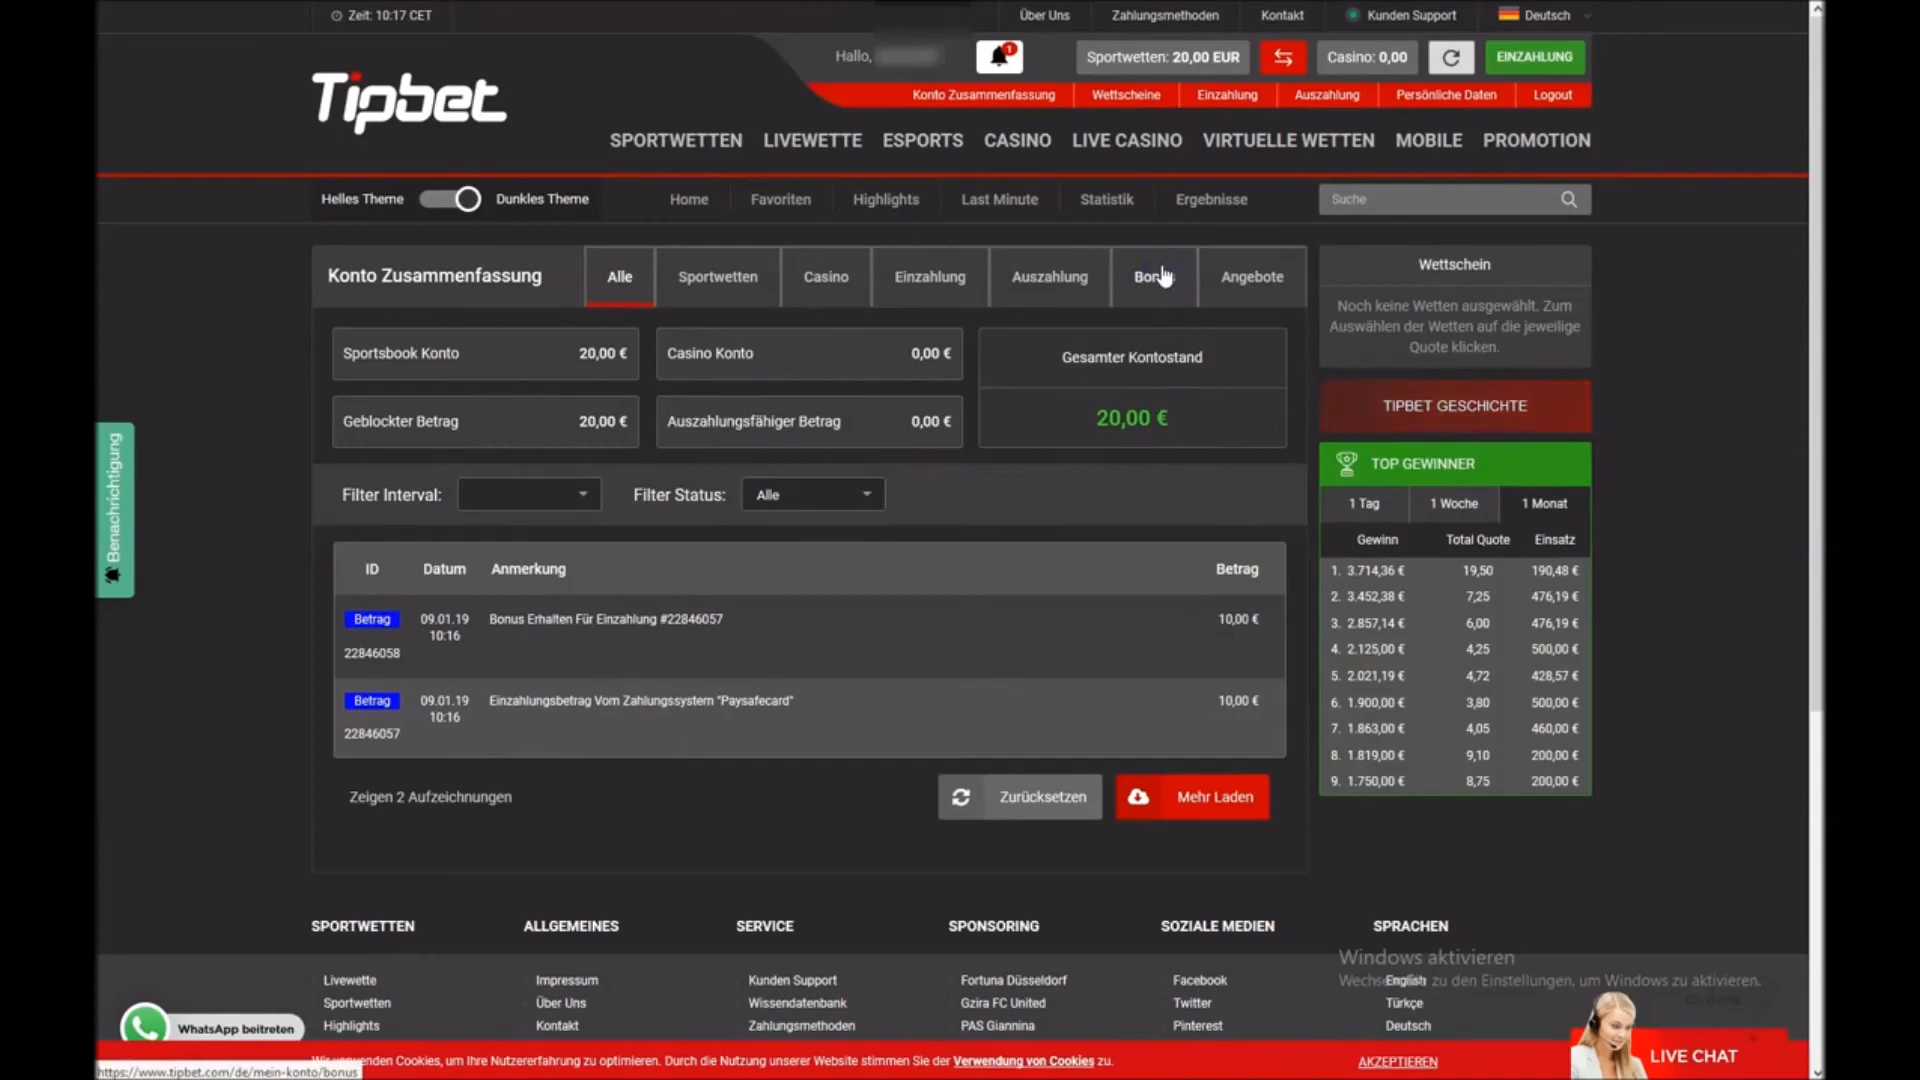 Zeit: 10:17 CET
Über Uns
Zahlungsmethoden
Kontakt
Kunden Support
Deutsch
Hallo,
1
Sportwetten: 20,00 EUR
Casino: 0,00
EINZAHLUNG
Tipbet
Konto Zusammenfassung
Wettscheine
Einzahlung
Auszahlung
Persönliche Daten
Logout
SPORTWETTEN
LIVEWETTE
ESPORTS
CASINO
LIVE CASINO
VIRTUELLE WETTEN
MOBILE
PROMOTION
Helles Theme
Dunkles Theme
Home
Favoriten
Highlights
Last Minute
Statistik
Ergebnisse
Suche
Konto Zusammenfassung
Alle
Sportwetten
Casino
Einzahlung
Auszahlung
Angebote
Sportsbook Konto 20,00 €
Casino Konto 0,00 €
Gesamter Kontostand
Geblockter Betrag 20,00 €
Auszahlungsfähiger Betrag 0,00 €
20,00 €
Filter Interval:
Filter Status:
Alle
ID Datum Anmerkung Betrag
Betrag 09.01.19 Bonus Erhalten Für Einzahlung #22846057 10,00 €
10:16
22846058
Betrag 09.01.19 Einzahlungsbetrag Vom Zahlungssystem "Paysafecard" 10,00 €
10:16
22846057
Zeigen 2 Aufzeichnungen
Zurücksetzen
Mehr Laden
Benachrichtigung
Wettschein
Noch keine Wetten ausgewählt. Zum
Auswählen der Wetten auf die jeweilige
Quote klicken.
TIPBET GESCHICHTE
TOP GEWINNER
1 Tag
1 Woche
1 Monat
Gewinn Total Quote Einsatz
1. 3.714,36 € 19,50 190,48 €
2. 3.452,38 € 7,25 476,19 €
3. 2.857,14 € 6,00 476,19 €
4. 2.125,00 € 4,25 500,00 €
5. 2.021,19 € 4,72 428,57 €
6. 1.900,00 € 3,80 500,00 €
7. 1.863,00 € 4,05 460,00 €
8. 1.819,00 € 9,10 200,00 €
9. 1.750,00 € 8,75 200,00 €
SPORTWETTEN
ALLGEMEINES
SERVICE
SPONSORING
SOZIALE MEDIEN
SPRACHEN
Livewette
Impressum
Kunden Support
Fortuna Düsseldorf
Facebook
English
Sportwetten
Über Uns
Wissendatenbank
Gzira FC United
Twitter
Türkçe
Highlights
Kontakt
Zahlungsmethoden
PAS Giannina
Pinterest
Deutsch
Windows aktivieren
zu den Einstellungen, um Windows zu aktivieren.
WhatsApp beitreten
Wir verwenden Cookies, um Ihre Nutzererfahrung zu optimieren. Durch die Nutzung unserer Website stimmen Sie der Verwendung von Cookies zu.
AKZEPTIEREN
LIVE CHAT
https://www.tipbet.com/de/mein-konto/bonus